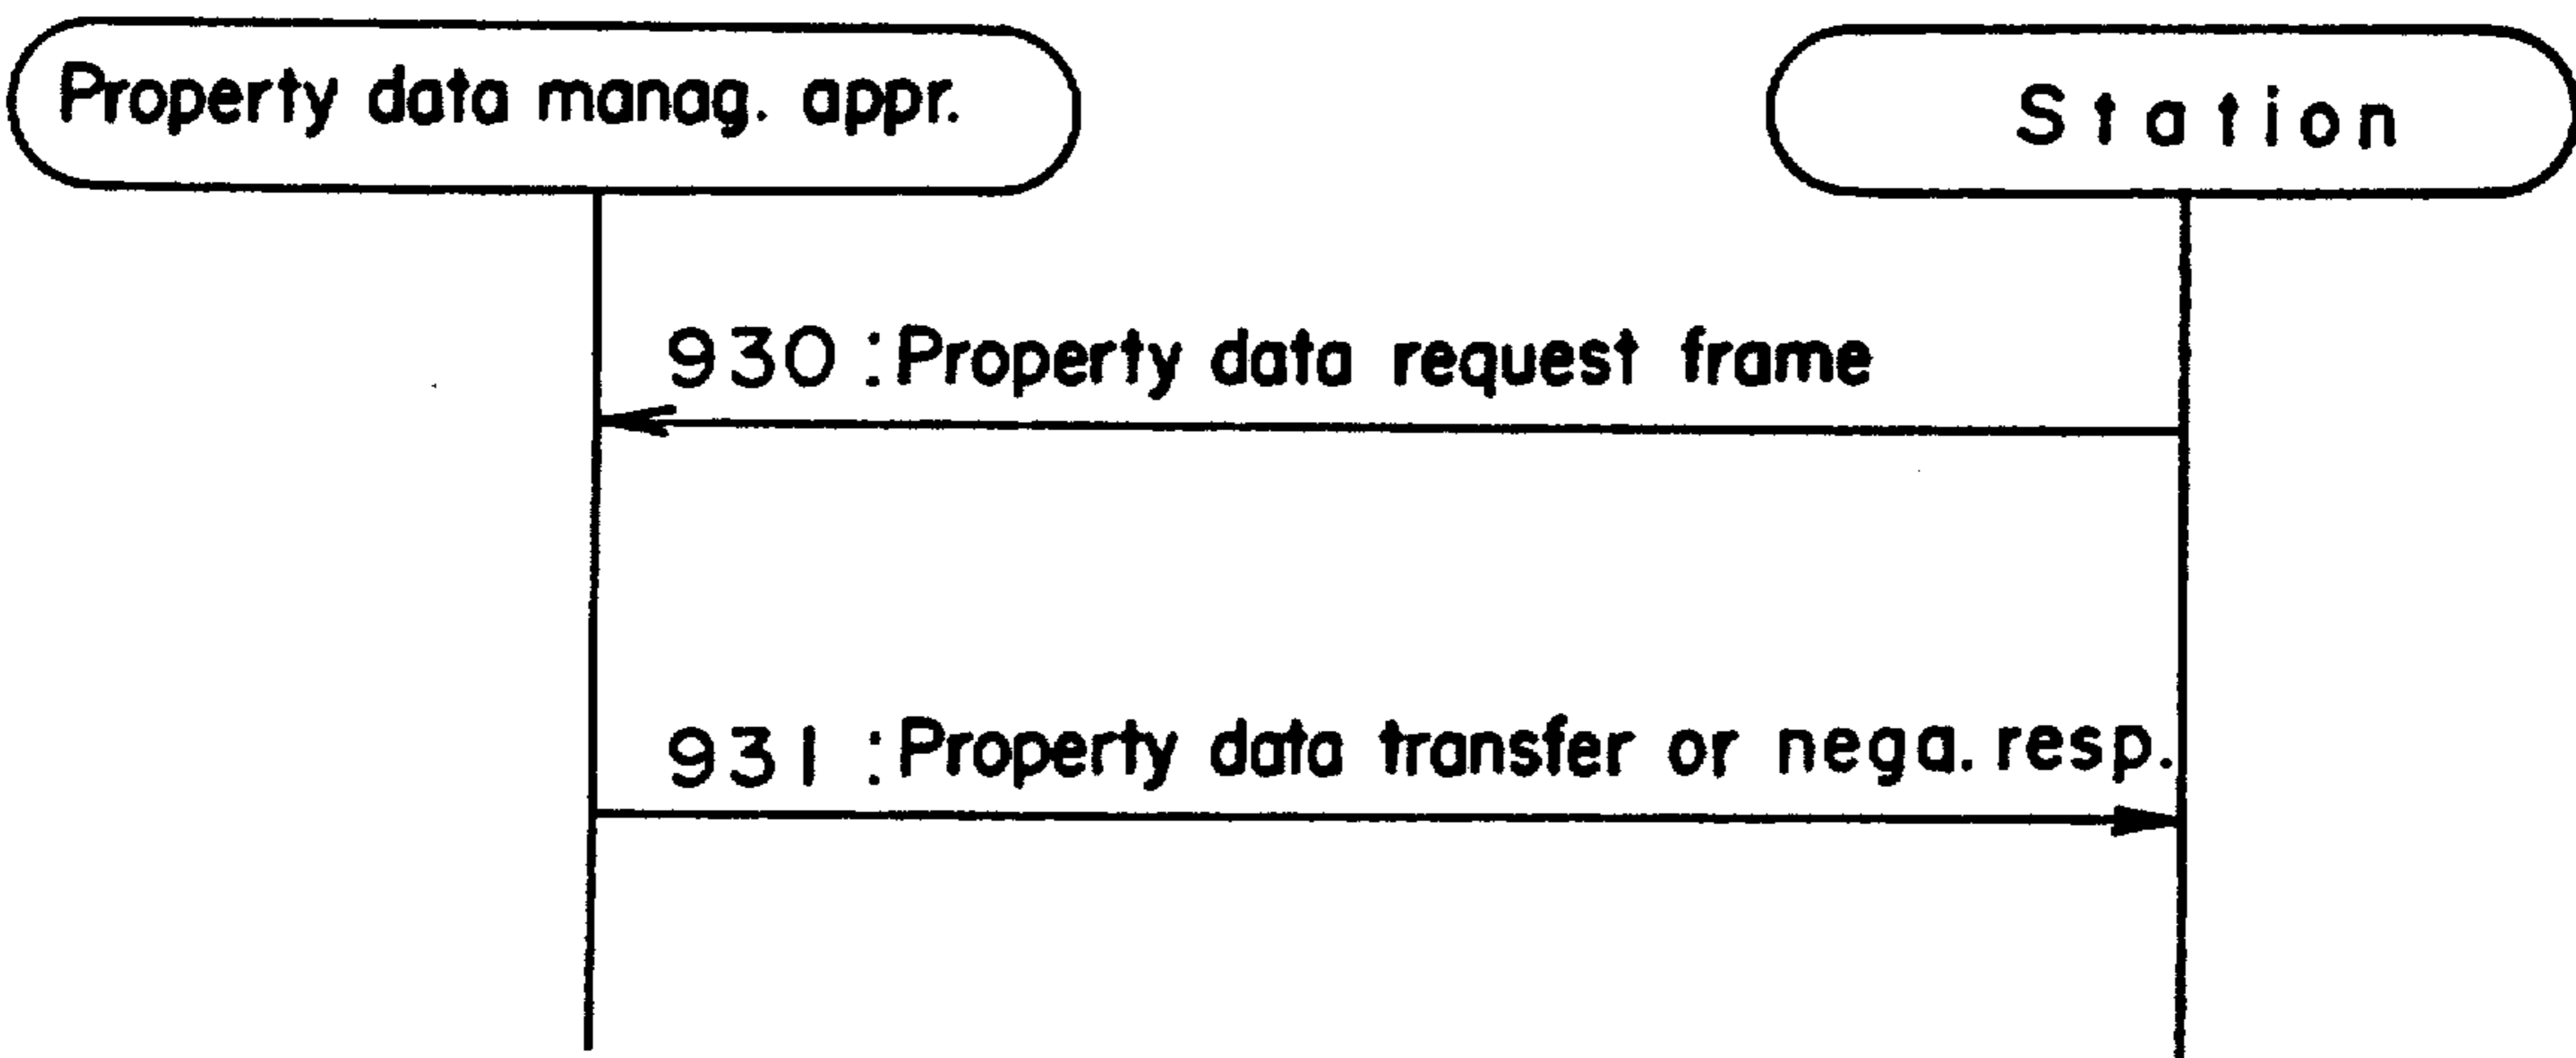 Property data manag. appr.
Station
930 : Property data request frame
931 : Property data transfer or nega. resp.